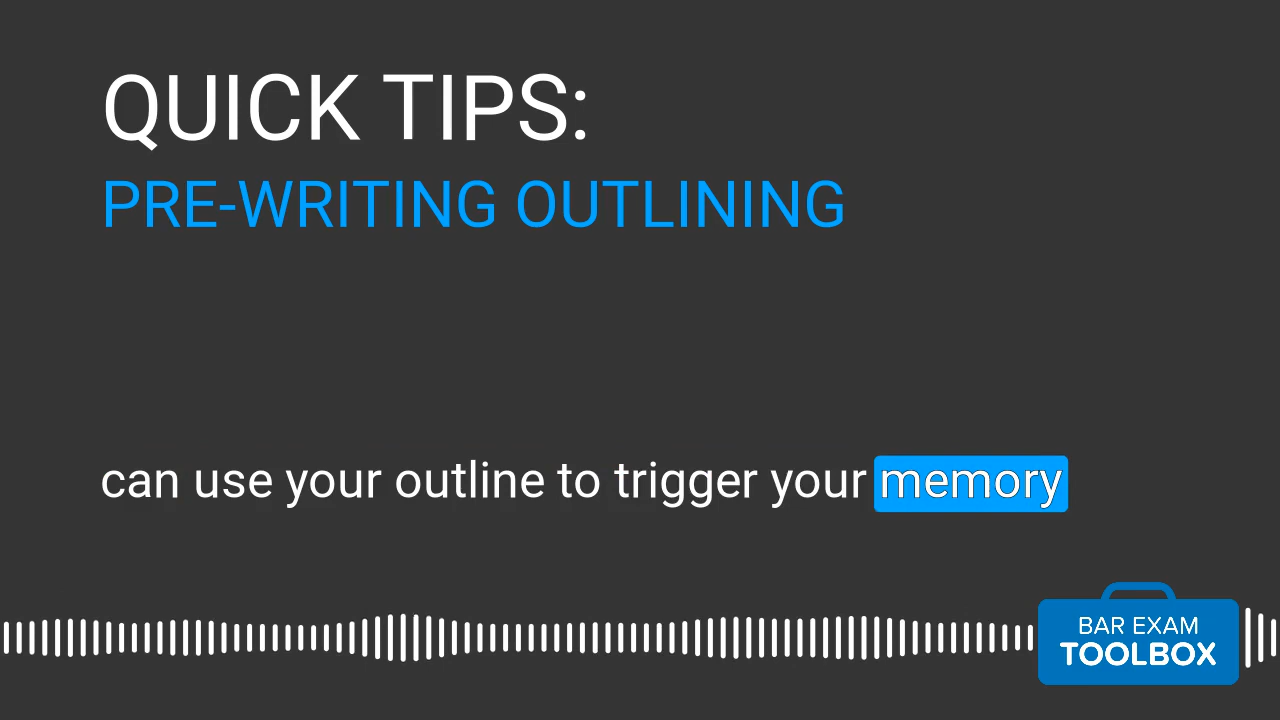 QUICK TIPS:
PRE-WRITING OUTLINING
can use your outline to trigger your memory
BAR EXAM
TOOLBOX